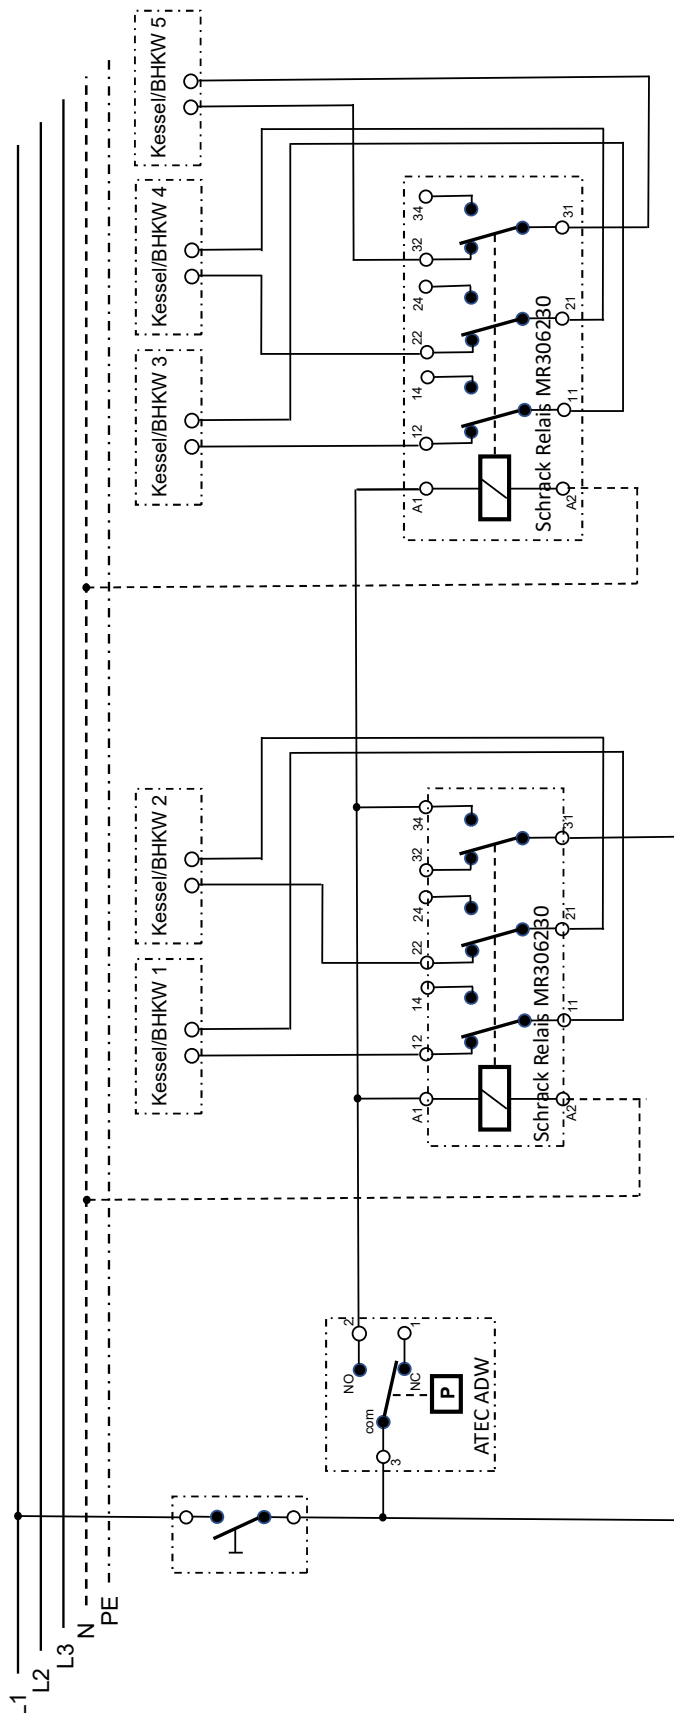 L1
L2
L3
N
PE
Kessel/BHKW 1
Kessel/BHKW 2
Kessel/BHKW 3
Kessel/BHKW 4
Kessel/BHKW 5
NO
2
com
3
NC
1
P
ATEC ADW
A1
12
14
22
24
32
34
A2
11
21
31
Schrack Relais MR306230
A1
12
14
22
24
32
34
A2
11
21
31
Schrack Relais MR306230